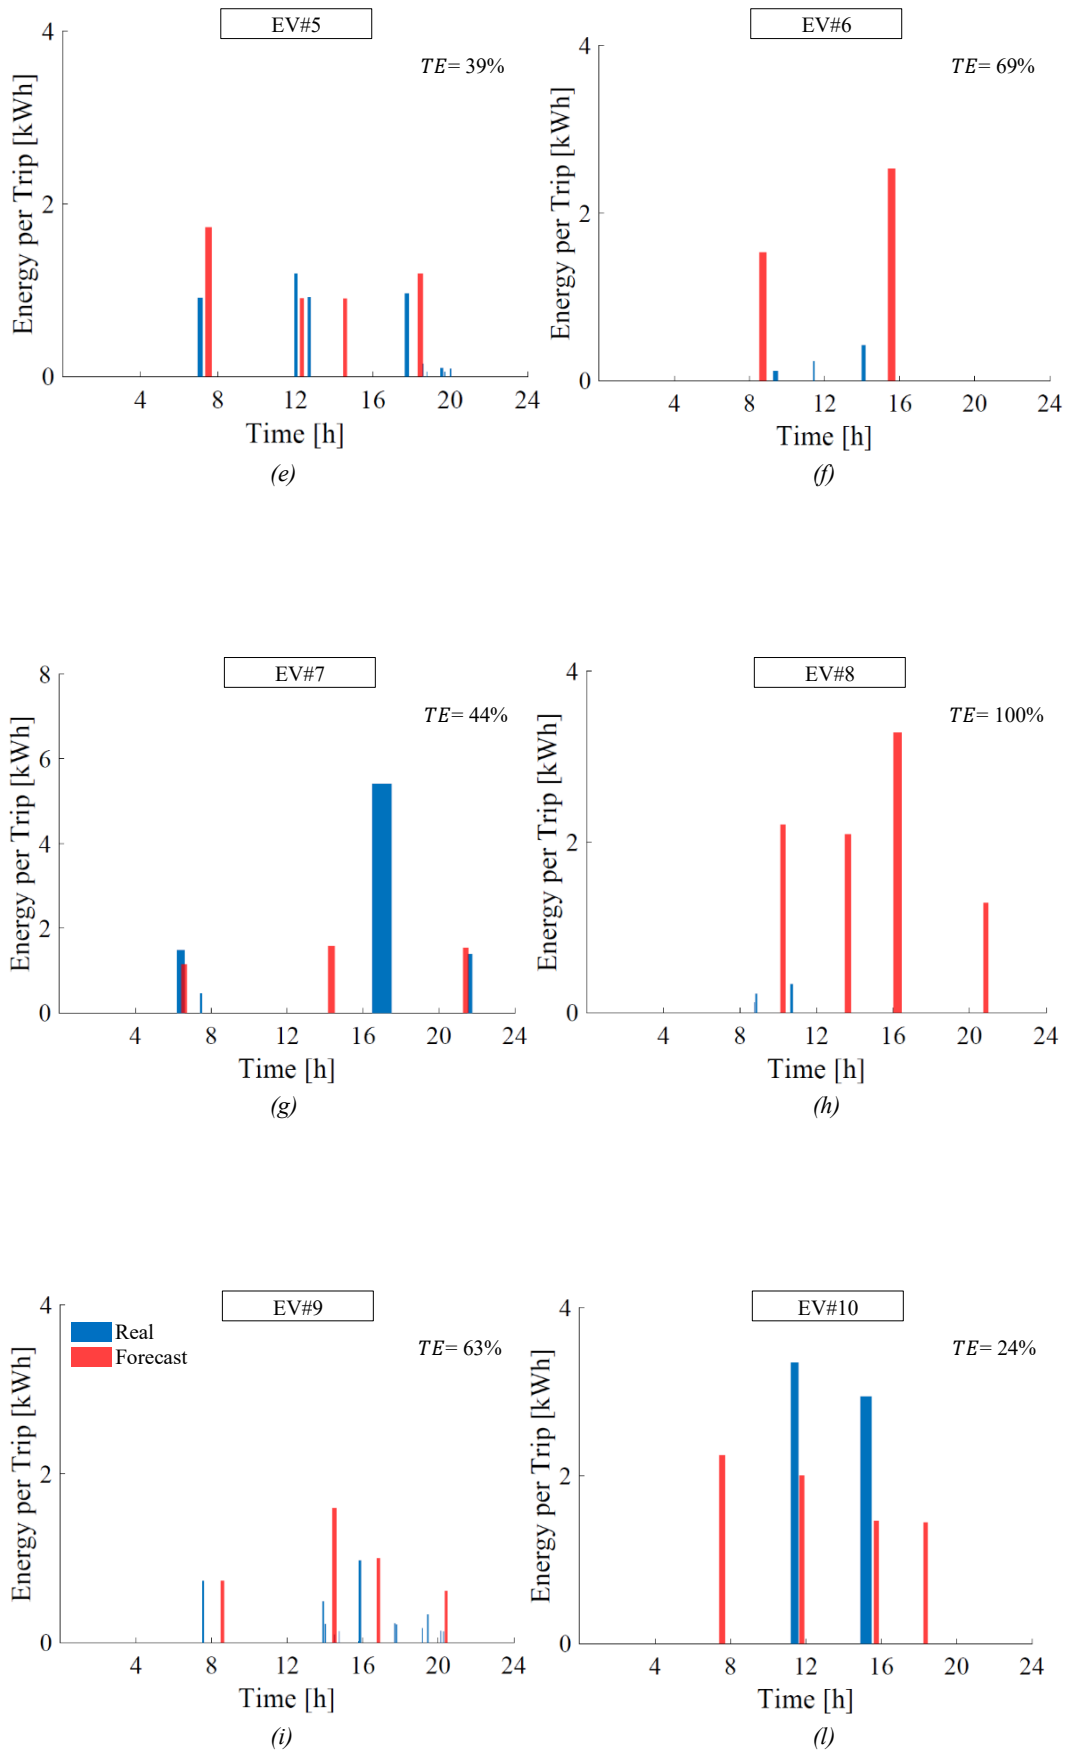 EV#5
TE= 39%
Energy per Trip [kWh]
4
2
0
4 8 12 16 20 24
Time [h]
(e)
EV#6
TE= 69%
Energy per Trip [kWh]
4
2
0
4 8 12 16 20 24
Time [h]
(f)
EV#7
TE= 44%
Energy per Trip [kWh]
8
6
4
2
0
4 8 12 16 20 24
Time [h]
(g)
EV#8
TE= 100%
Energy per Trip [kWh]
4
2
0
4 8 12 16 20 24
Time [h]
(h)
EV#9
Real
Forecast
TE= 63%
Energy per Trip [kWh]
4
2
0
4 8 12 16 20 24
Time [h]
(i)
EV#10
TE= 24%
Energy per Trip [kWh]
4
2
0
4 8 12 16 20 24
Time [h]
(l)